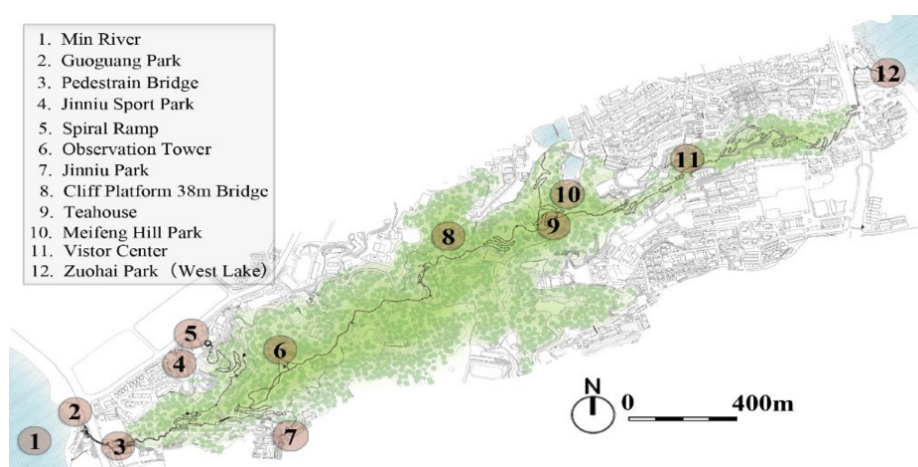 1. Min River
2. Guoguang Park
3. Pedestrain Bridge
4. Jinniu Sport Park
5. Spiral Ramp
6. Observation Tower
7. Jinniu Park
8. Cliff Platform 38m Bridge
9. Teahouse
10. Meifeng Hill Park
11. Vistor Center
12. Zuohai Park（West Lake）
12
11
10
9
8
5
6
4
2
7
1
3
N
0 400m